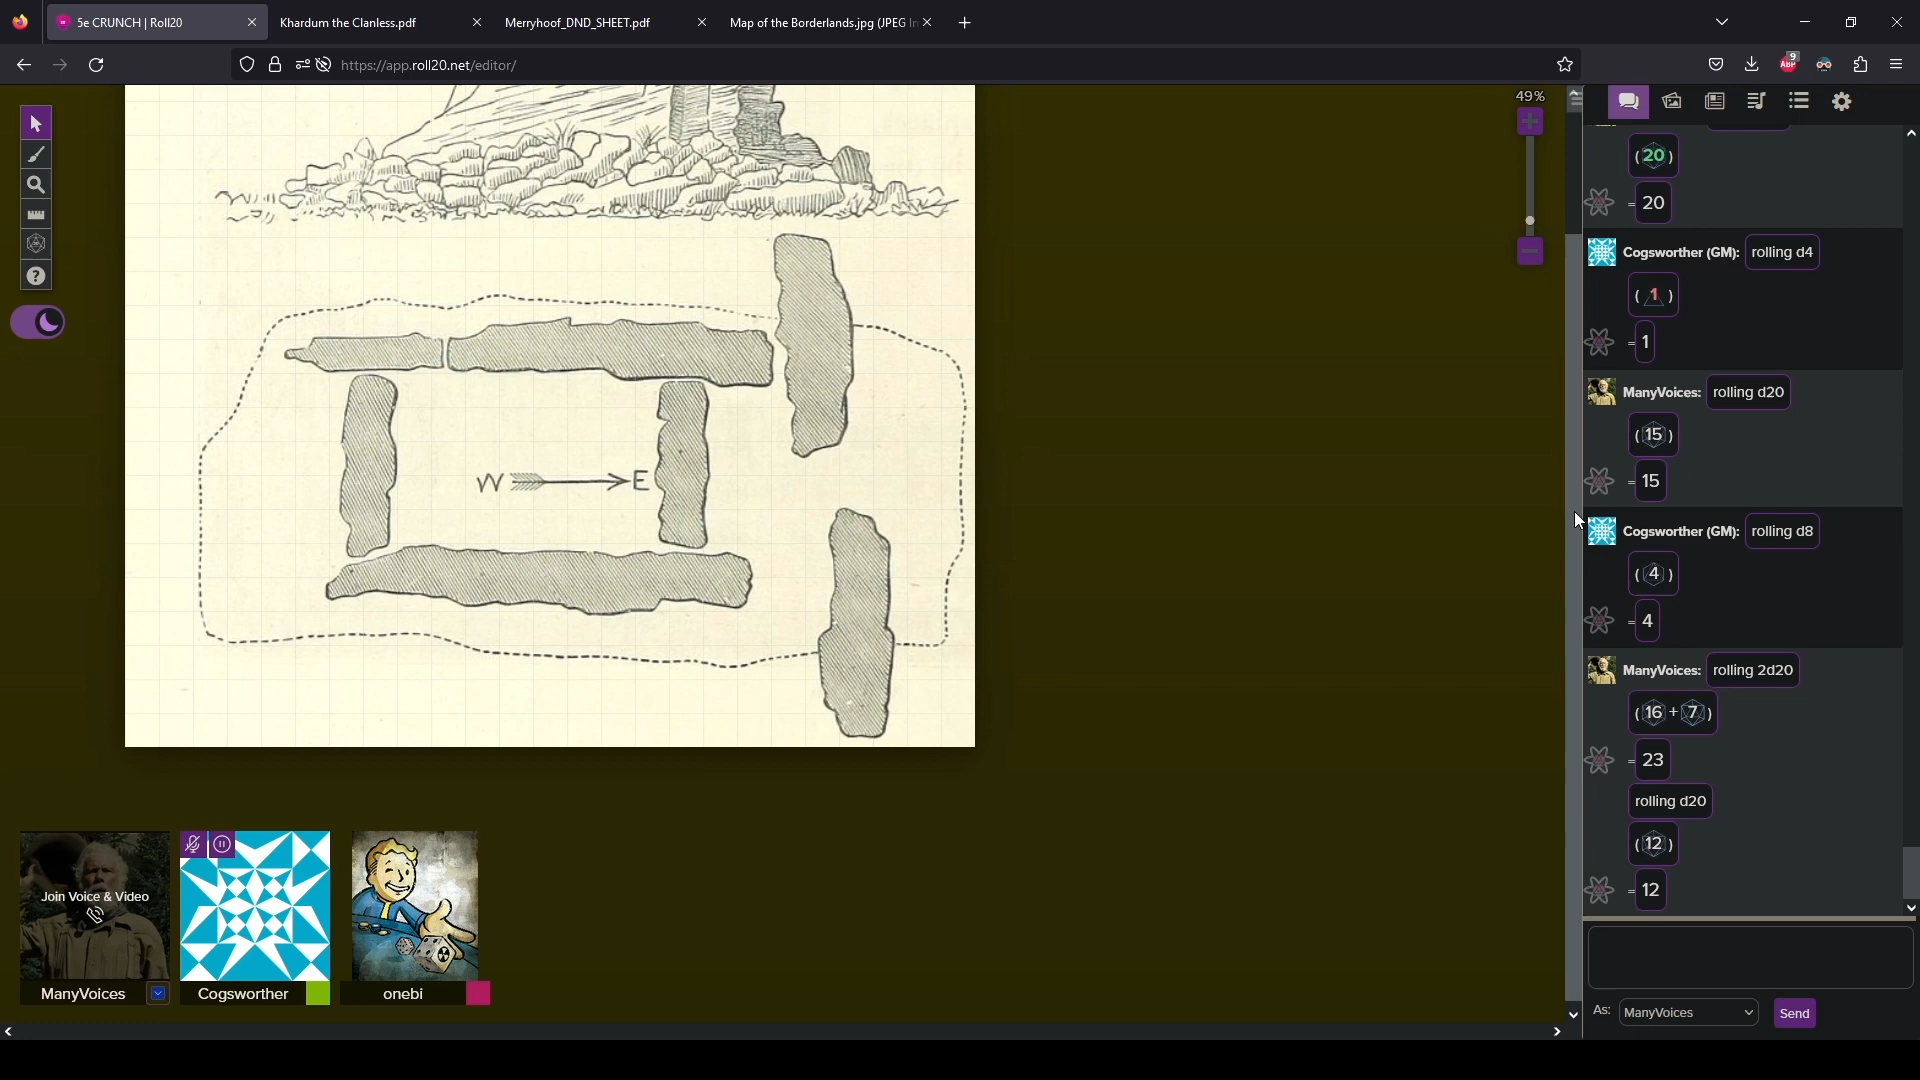 5e CRUNCH | Roll20
Khardum the Clanless.pdf
Merryhoof_DND_SHEET.pdf
Map of the Borderlands.jpg (JPEG
https://app.roll20.net/editor/
ABP
9
49%
W
E
(20)
=20
Cogsworther (GM): rolling d4
(1)
=1
ManyVoices: rolling d20
(15)
=15
Cogsworther (GM): rolling d8
(4)
=4
ManyVoices: rolling 2d20
(16+7)
=23
rolling d20
(12)
=12
Join Voice & Video
ManyVoices
Cogsworther
onebi
As: ManyVoices
Send